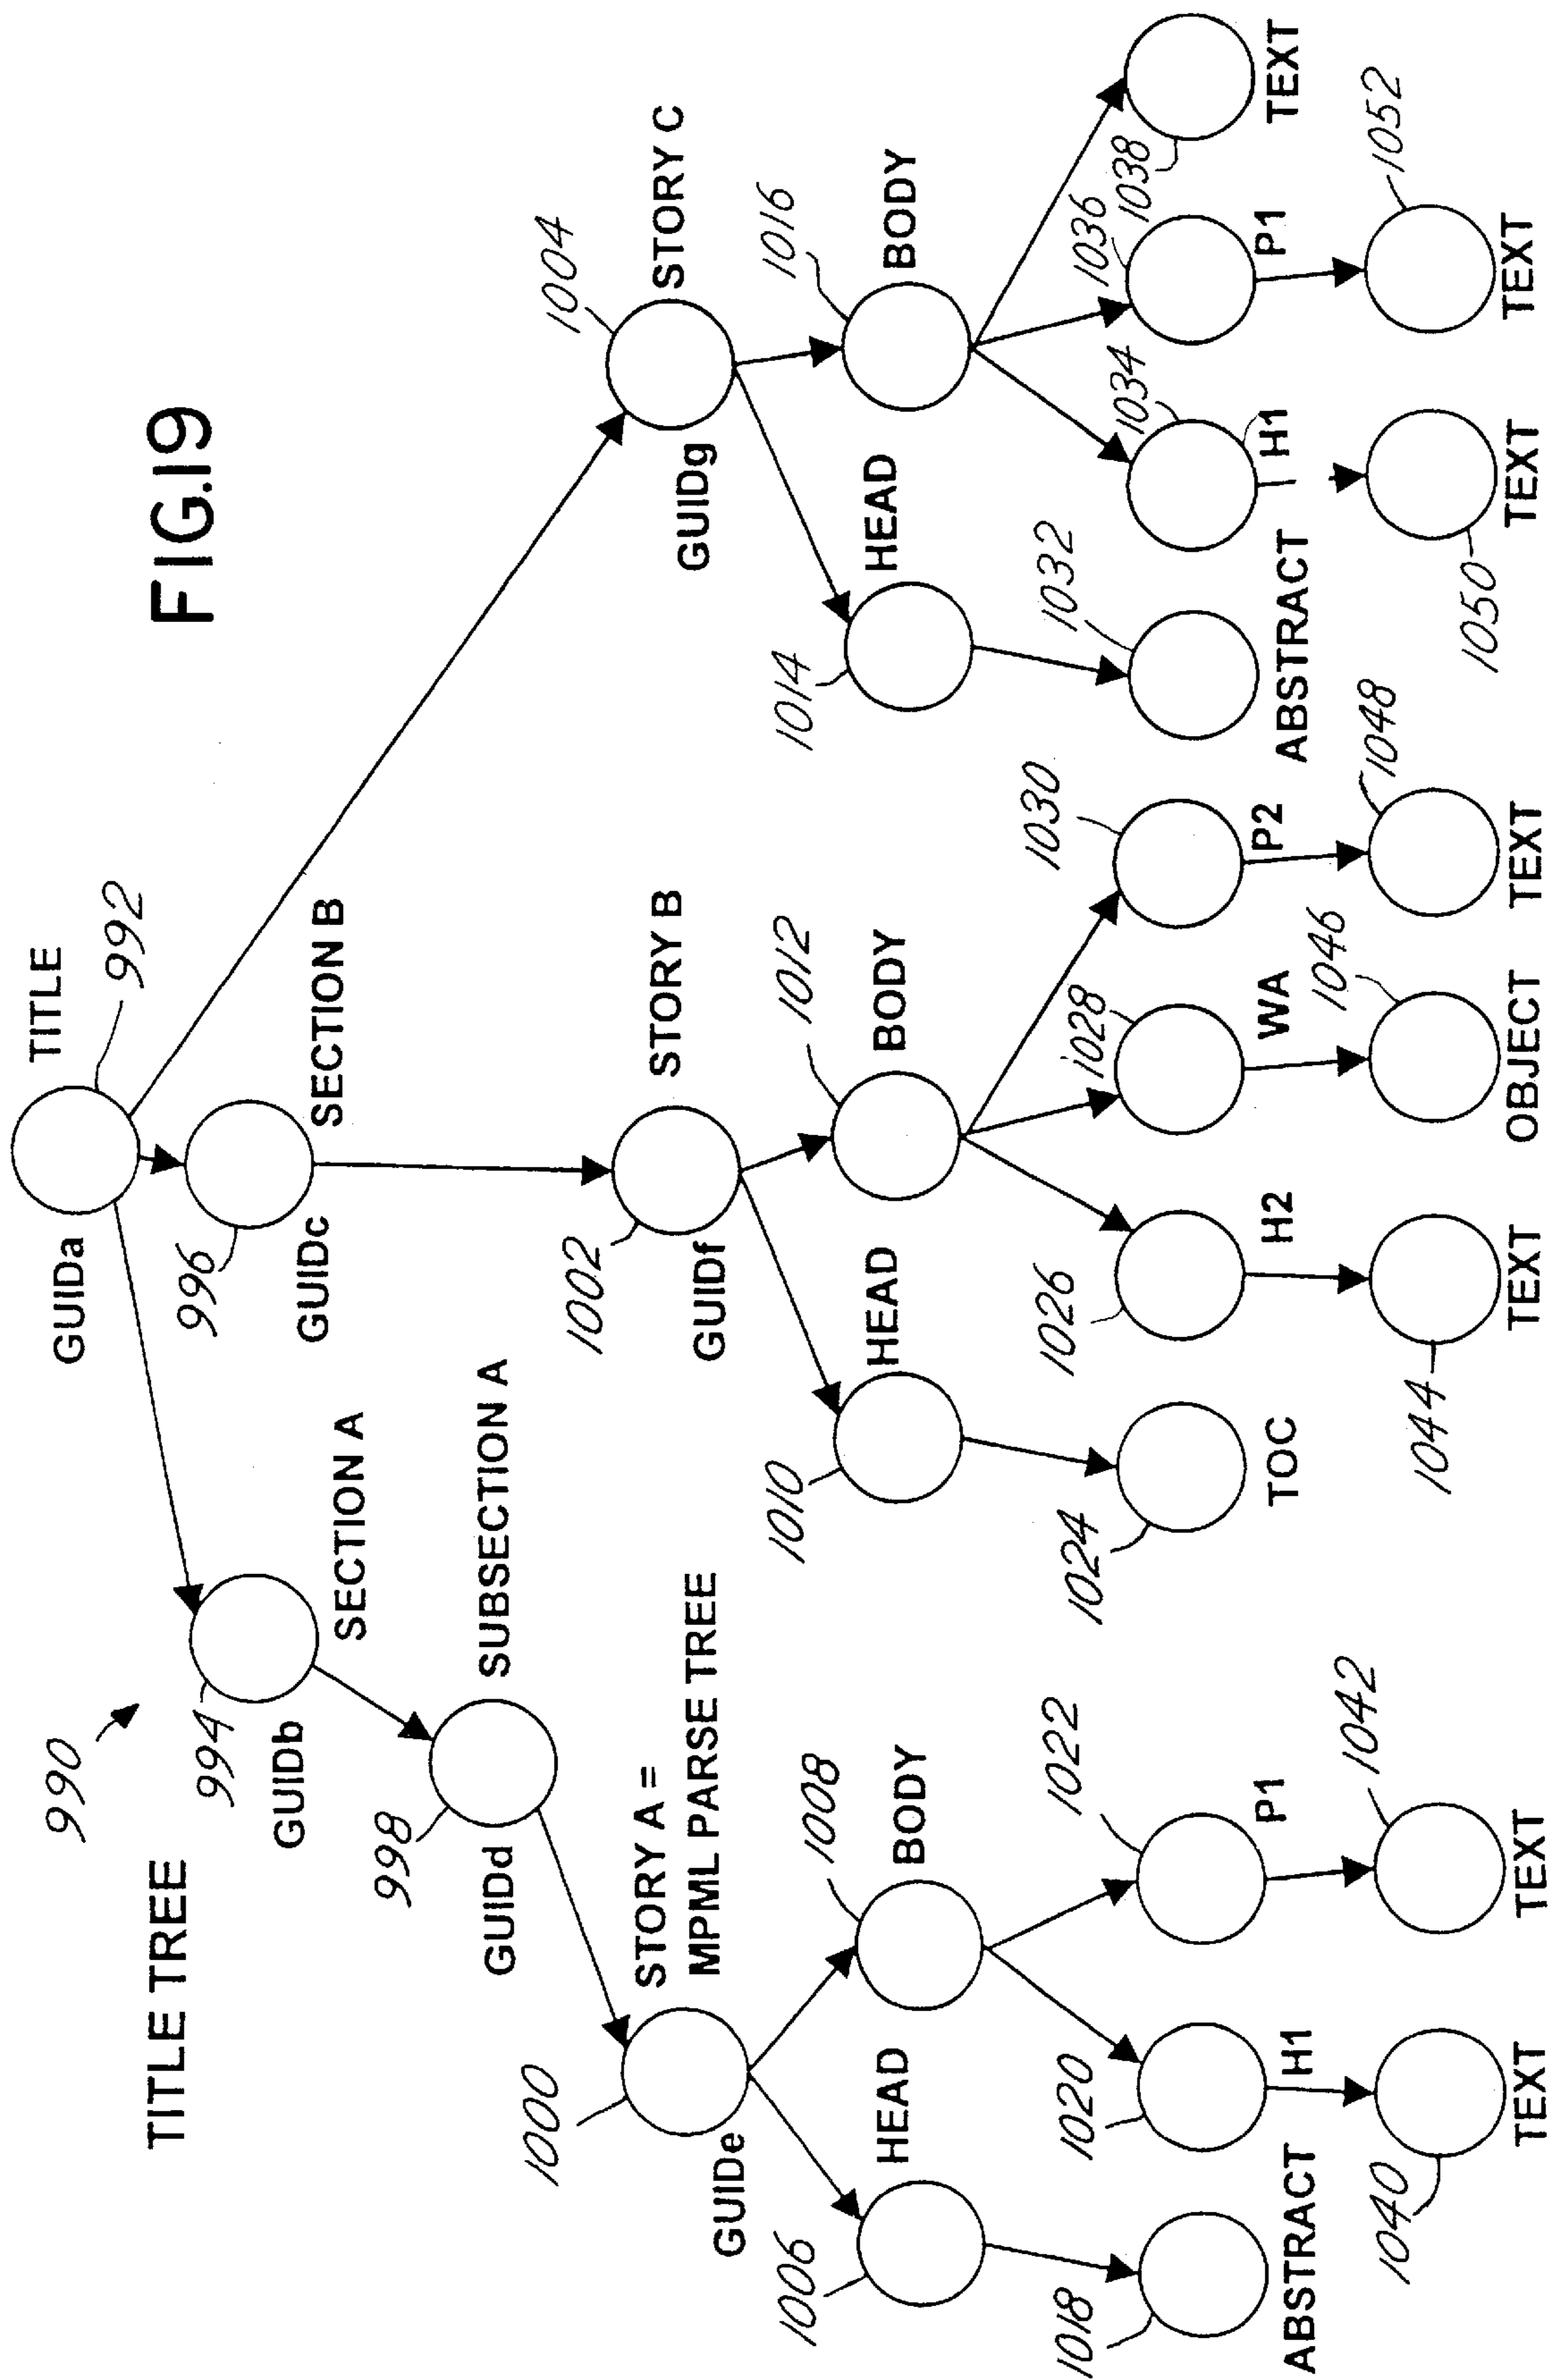 FIG.19
TITLE TREE
990
TITLE
992
GUIDa
994
SECTION A
GUIDb
996
SECTION B
GUIDc
998
SUBSECTION A
GUIDd
1000
STORY A =
MPML PARSE TREE
GUIDe
1002
STORY B
GUIDf
1004
STORY C
GUIDg
1006
HEAD
1008
BODY
1010
HEAD
1012
BODY
1014
HEAD
1016
BODY
1018
ABSTRACT
1020
H1
1022
P1
1024
TOC
1026
H2
1028
WA
1030
P2
1032
ABSTRACT
1034
H1
1036
P1
1038
TEXT
1040
TEXT
1042
TEXT
1044
TEXT
1046
OBJECT
1048
TEXT
1050
TEXT
1052
TEXT